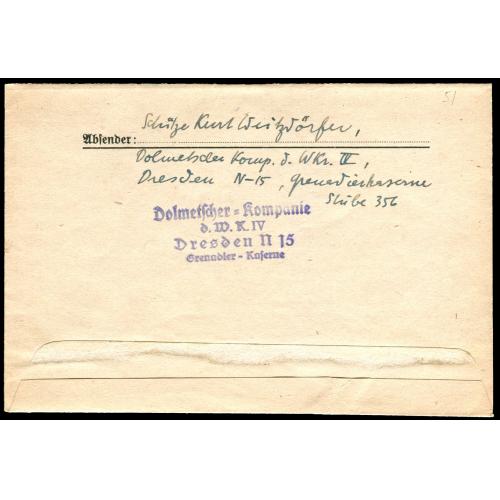 51
Schütze Kurt Weitzdörfer,
Absender:
Dolmetscher Komp. d. WKr. IV,
Dresden N-15, Grenadierkaserne
Stube 356
Dolmetscher-Kompanie
d. W. K. IV
Dresden N 15
Grenadier-Kaserne